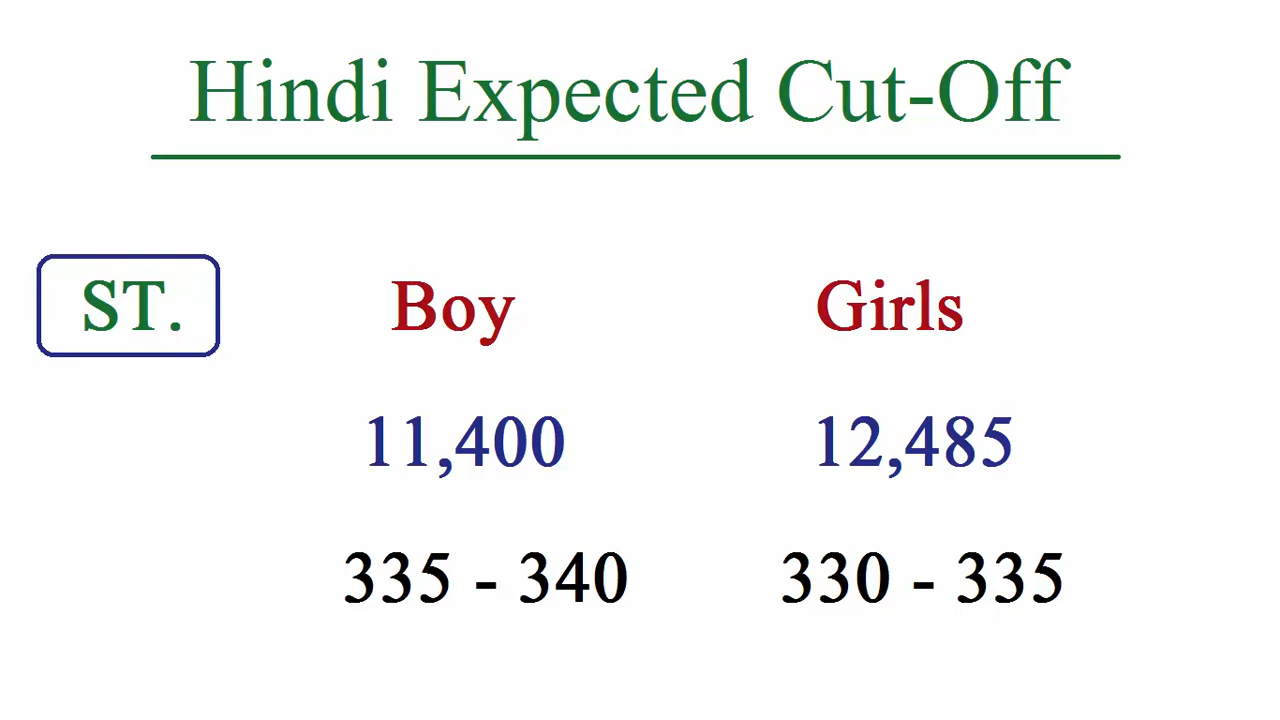 Hindi Expected Cut-Off
ST. Boy Girls
11,400 12,485
335 - 340 330 - 335